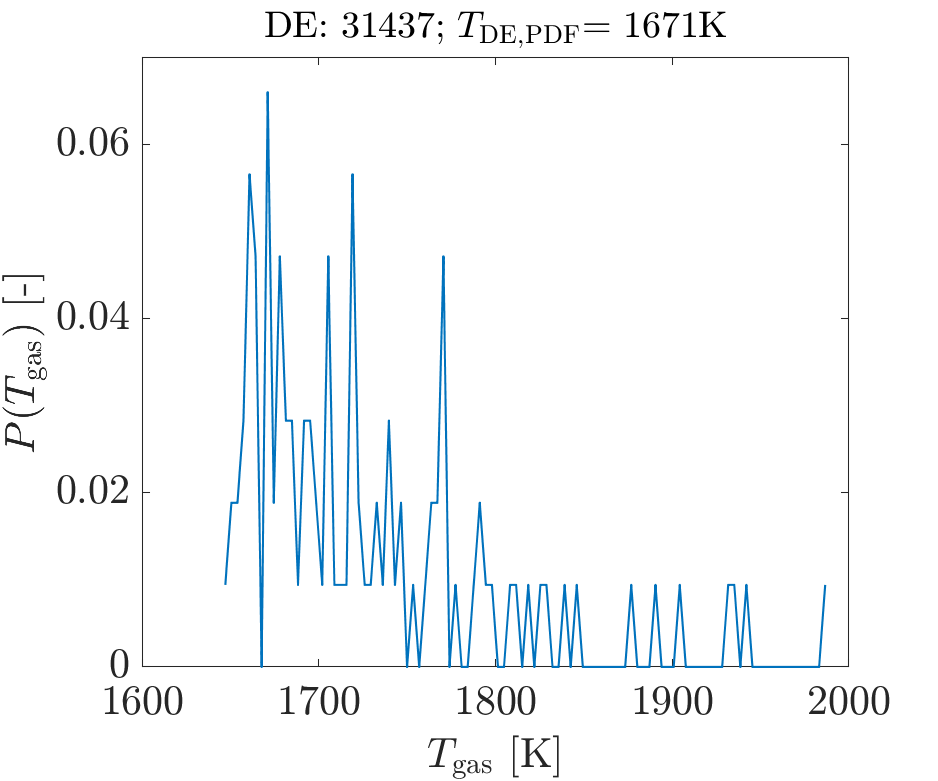 DE: 31437; T_DE,PDF= 1671K
0.06
0.04
0.02
0
P(T_gas) [-]
1600 1700 1800 1900 2000
T_gas [K]